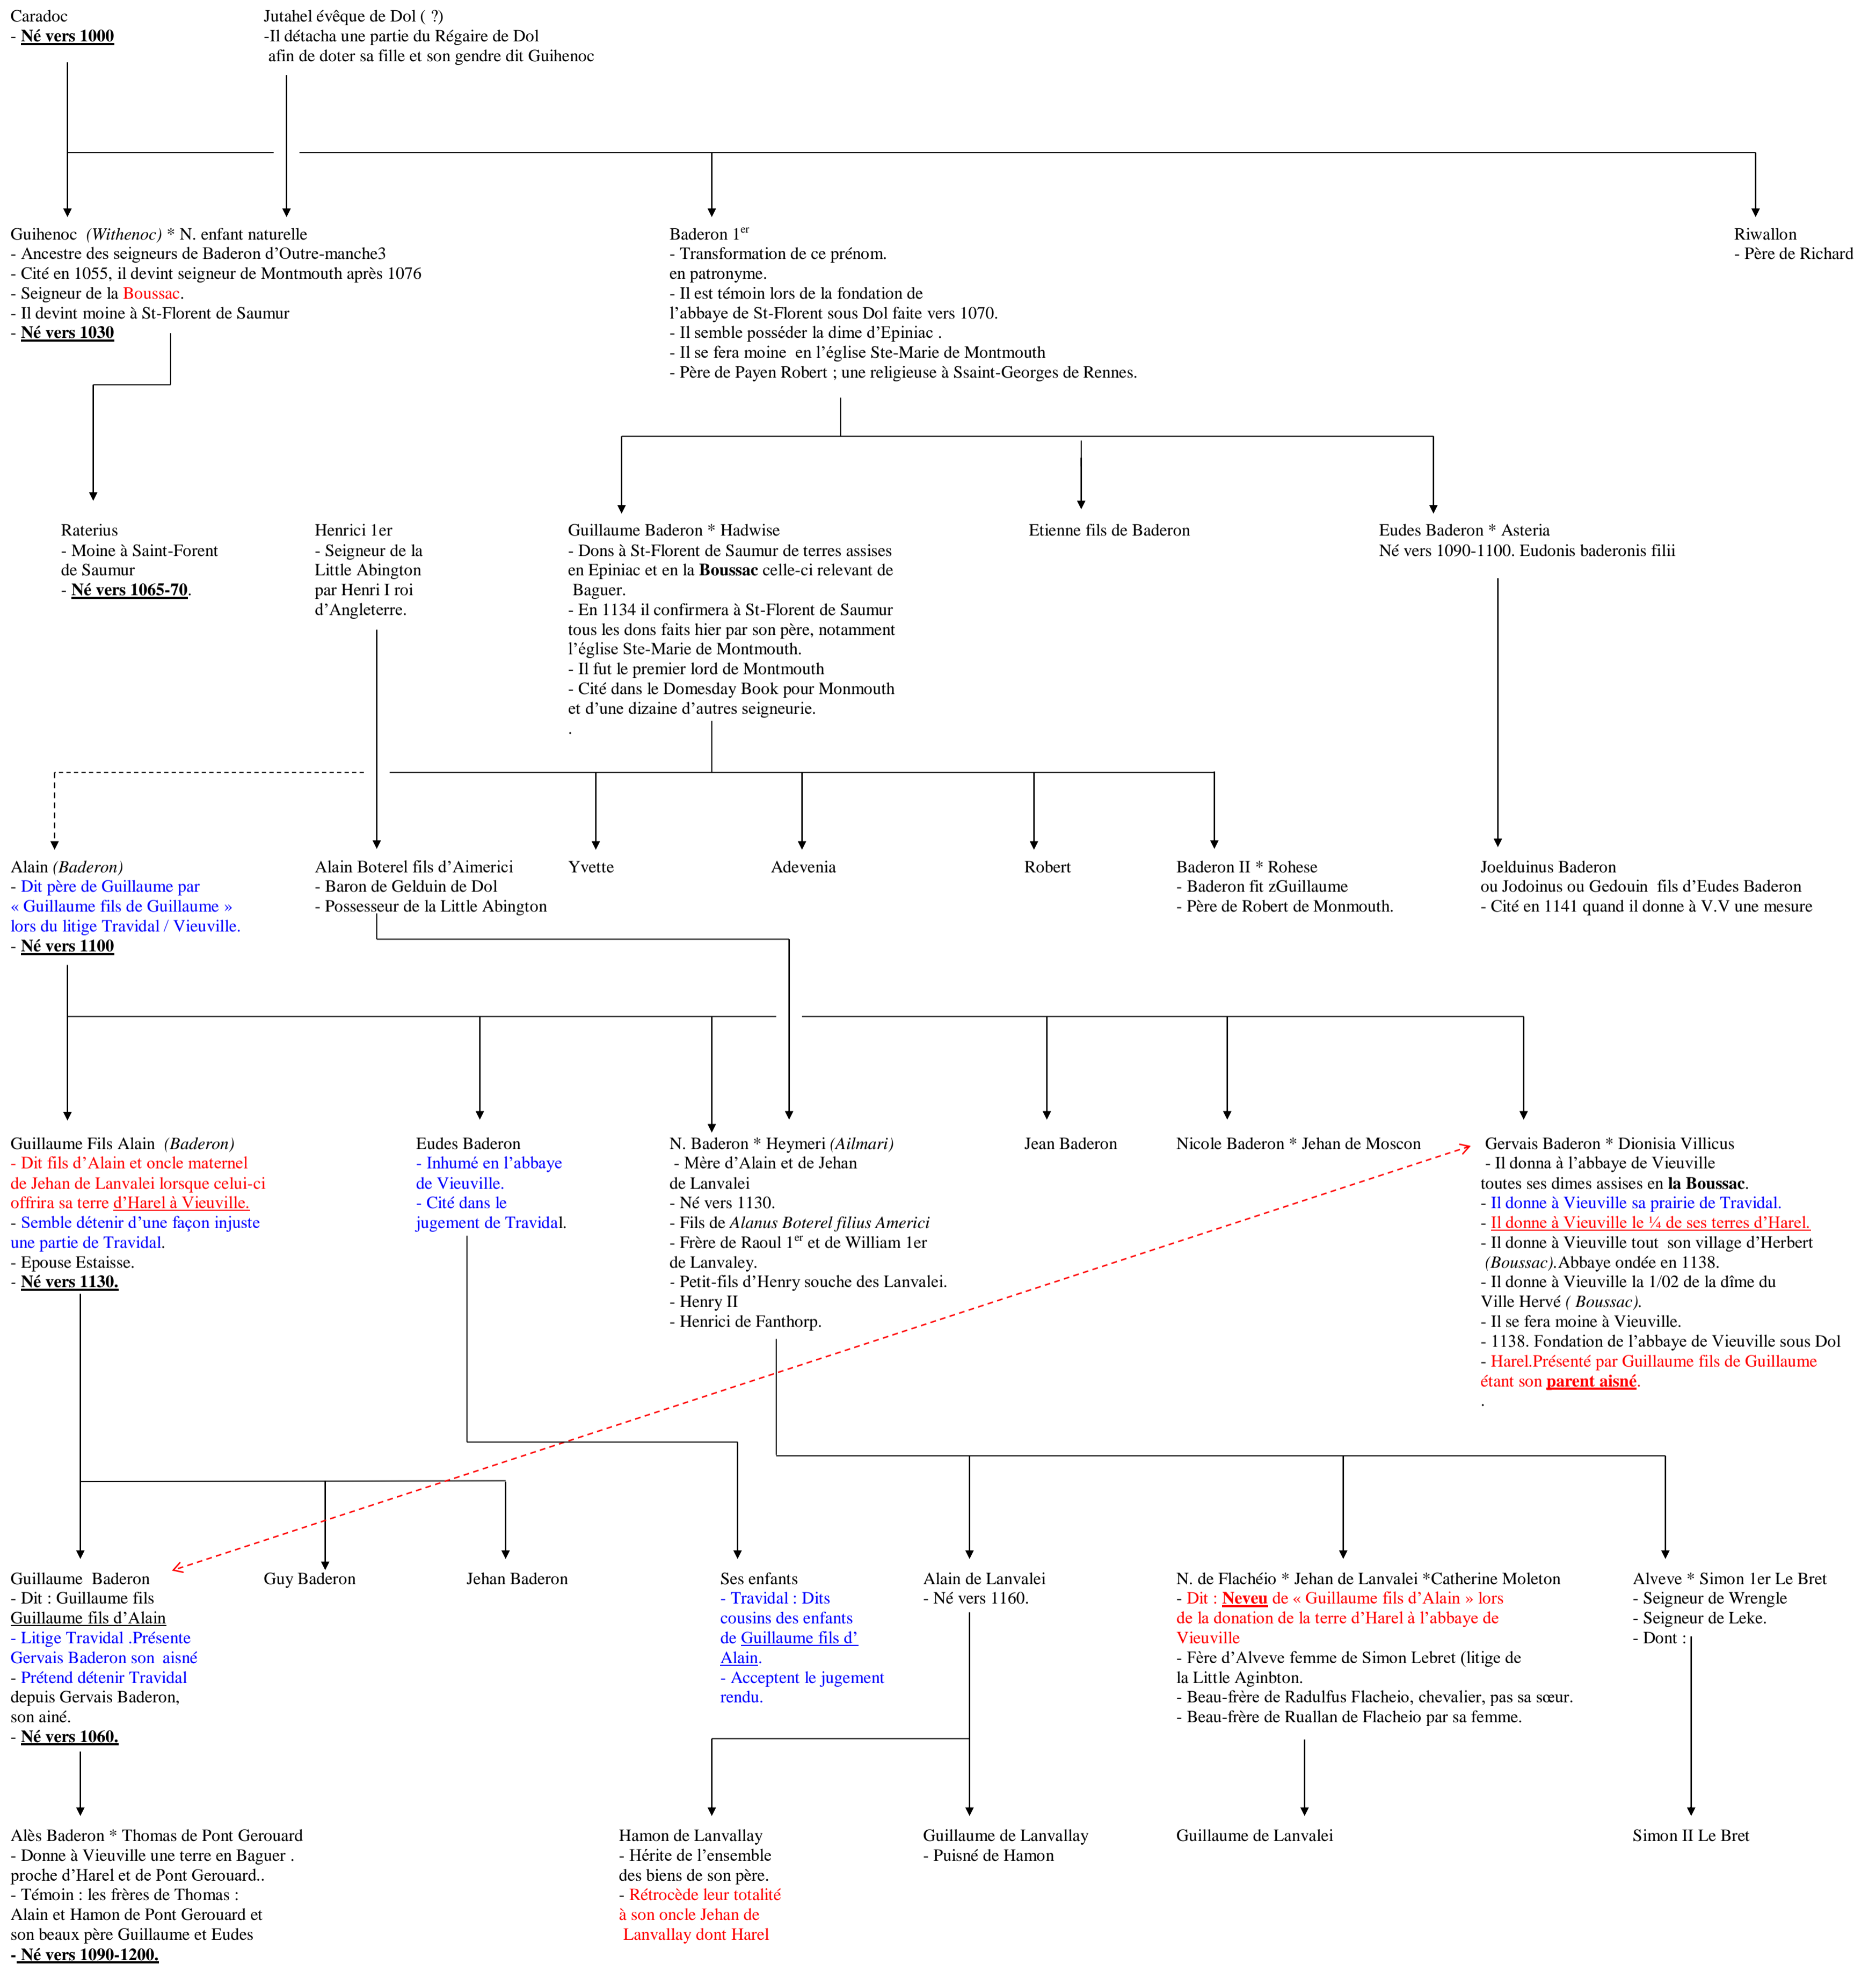 Caradoc
- Né vers 1000
Jutahel évêque de Dol ( ?)
-Il détacha une partie du Régaire de Dol
afin de doter sa fille et son gendre dit Guihenoc
Guihenoc (Withenoc) * N. enfant naturelle
- Ancestre des seigneurs de Baderon d’Outre-manche3
- Cité en 1055, il devint seigneur de Montmouth après 1076
- Seigneur de la Boussac.
- Il devint moine à St-Florent de Saumur
- Né vers 1030
Baderon 1er
- Transformation de ce prénom.
en patronyme.
- Il est témoin lors de la fondation de
l’abbaye de St-Florent sous Dol faite vers 1070.
- Il semble posséder la dime d’Epiniac .
- Il se fera moine en l’église Ste-Marie de Montmouth
- Père de Payen Robert ; une religieuse à Ssaint-Georges de Rennes.
Riwallon
- Père de Richard
Raterius
- Moine à Saint-Forent
de Saumur
- Né vers 1065-70.
Henrici 1er
- Seigneur de la
Little Abington
par Henri I roi
d’Angleterre.
Guillaume Baderon * Hadwise
- Dons à St-Florent de Saumur de terres assises
en Epiniac et en la Boussac celle-ci relevant de
Baguer.
- En 1134 il confirmera à St-Florent de Saumur
tous les dons faits hier par son père, notamment
l’église Ste-Marie de Montmouth.
- Il fut le premier lord de Montmouth
- Cité dans le Domesday Book pour Monmouth
et d’une dizaine d’autres seigneurie.
.
Etienne fils de Baderon
Eudes Baderon * Asteria
Né vers 1090-1100. Eudonis baderonis filii
Alain (Baderon)
- Dit père de Guillaume par
« Guillaume fils de Guillaume »
lors du litige Travidal / Vieuville.
- Né vers 1100
Alain Boterel fils d’Aimerici
- Baron de Gelduin de Dol
- Possesseur de la Little Abington
Yvette
Adevenia
Robert
Baderon II * Rohese
- Baderon fit zGuillaume
- Père de Robert de Monmouth.
Joelduinus Baderon
ou Jodoinus ou Gedouin fils d’Eudes Baderon
- Cité en 1141 quand il donne à V.V une mesure
Guillaume Fils Alain (Baderon)
- Dit fils d’Alain et oncle maternel
de Jehan de Lanvalei lorsque celui-ci
offrira sa terre d’Harel à Vieuville.
- Semble détenir d’une façon injuste
une partie de Travidal.
- Epouse Estaisse.
- Né vers 1130.
Eudes Baderon
- Inhumé en l’abbaye
de Vieuville.
- Cité dans le
jugement de Travidal.
N. Baderon * Heymeri (Ailmari)
- Mère d’Alain et de Jehan
de Lanvalei
- Né vers 1130.
- Fils de Alanus Boterel filius Americi
- Frère de Raoul 1er et de William 1er
de Lanvaley.
- Petit-fils d’Henry souche des Lanvalei.
- Henry II
- Henrici de Fanthorp.
Jean Baderon
Nicole Baderon * Jehan de Moscon
Gervais Baderon * Dionisia Villicus
- Il donna à l’abbaye de Vieuville
toutes ses dimes assises en la Boussac.
- Il donne à Vieuville sa prairie de Travidal.
- Il donne à Vieuville le ¼ de ses terres d’Harel.
- Il donne à Vieuville tout son village d’Herbert
(Boussac).Abbaye ondée en 1138.
- Il donne à Vieuville la 1/02 de la dîme du
Ville Hervé ( Boussac).
- Il se fera moine à Vieuville.
- 1138. Fondation de l’abbaye de Vieuville sous Dol
- Harel.Présenté par Guillaume fils de Guillaume
étant son parent aisné.
.
Guillaume Baderon
- Dit : Guillaume fils
Guillaume fils d’Alain
- Litige Travidal .Présente
Gervais Baderon son aisné
- Prétend détenir Travidal
depuis Gervais Baderon,
son ainé.
- Né vers 1060.
Guy Baderon
Jehan Baderon
Ses enfants
- Travidal : Dits
cousins des enfants
de Guillaume fils d’
Alain.
- Acceptent le jugement
rendu.
Alain de Lanvalei
- Né vers 1160.
N. de Flachéio * Jehan de Lanvalei *Catherine Moleton
- Dit : Neveu de « Guillaume fils d’Alain » lors
de la donation de la terre d’Harel à l’abbaye de
Vieuville
- Fère d’Alveve femme de Simon Lebret (litige de
la Little Aginbton.
- Beau-frère de Radulfus Flacheio, chevalier, pas sa sœur.
- Beau-frère de Ruallan de Flacheio par sa femme.
Alveve * Simon 1er Le Bret
- Seigneur de Wrengle
- Seigneur de Leke.
- Dont :
Alès Baderon * Thomas de Pont Gerouard
- Donne à Vieuville une terre en Baguer .
proche d’Harel et de Pont Gerouard..
- Témoin : les frères de Thomas :
Alain et Hamon de Pont Gerouard et
son beaux père Guillaume et Eudes
- Né vers 1090-1200.
Hamon de Lanvallay
- Hérite de l’ensemble
des biens de son père.
- Rétrocède leur totalité
à son oncle Jehan de
Lanvallay dont Harel
Guillaume de Lanvallay
- Puisné de Hamon
Guillaume de Lanvalei
Simon II Le Bret